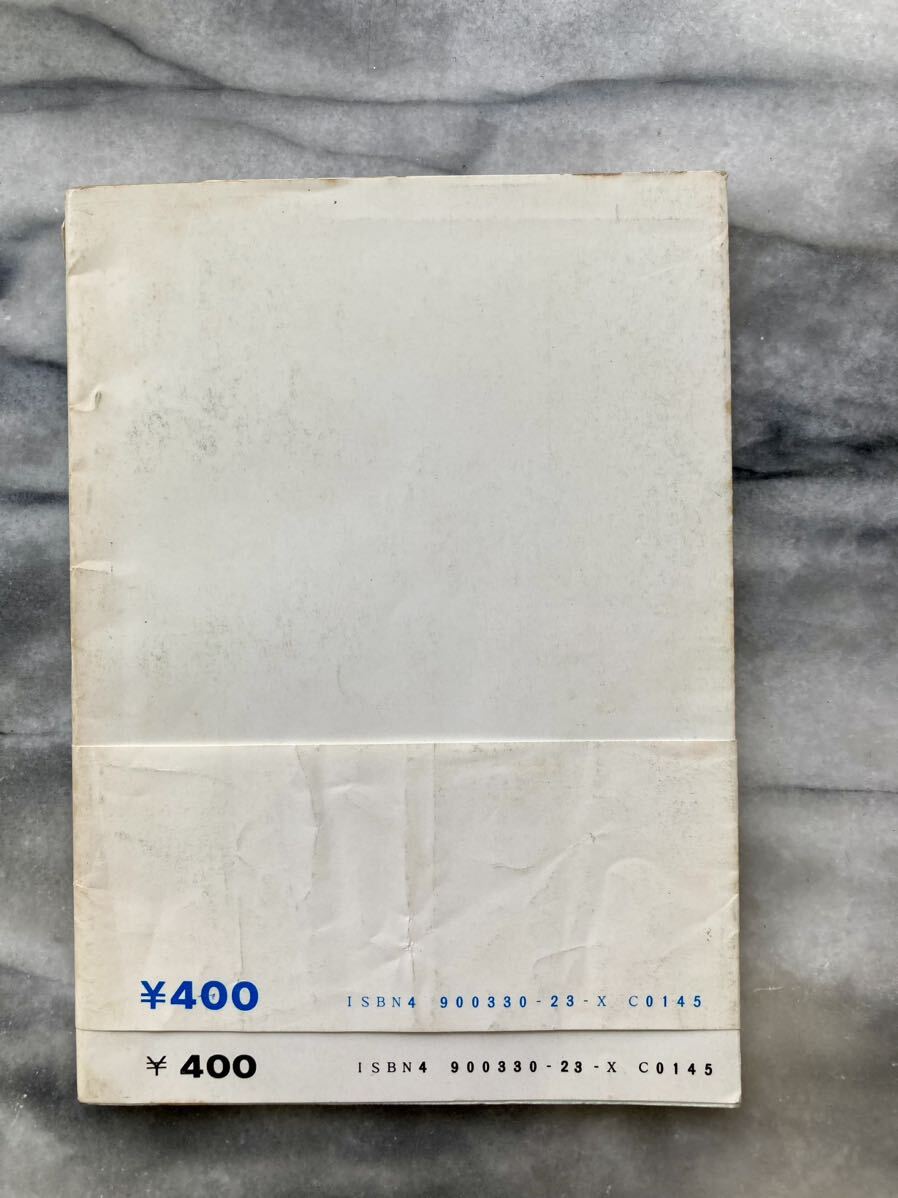 ¥400 ISBN4 900330-23-X C0145
¥ 400 ISBN4 900330-23-X C0145